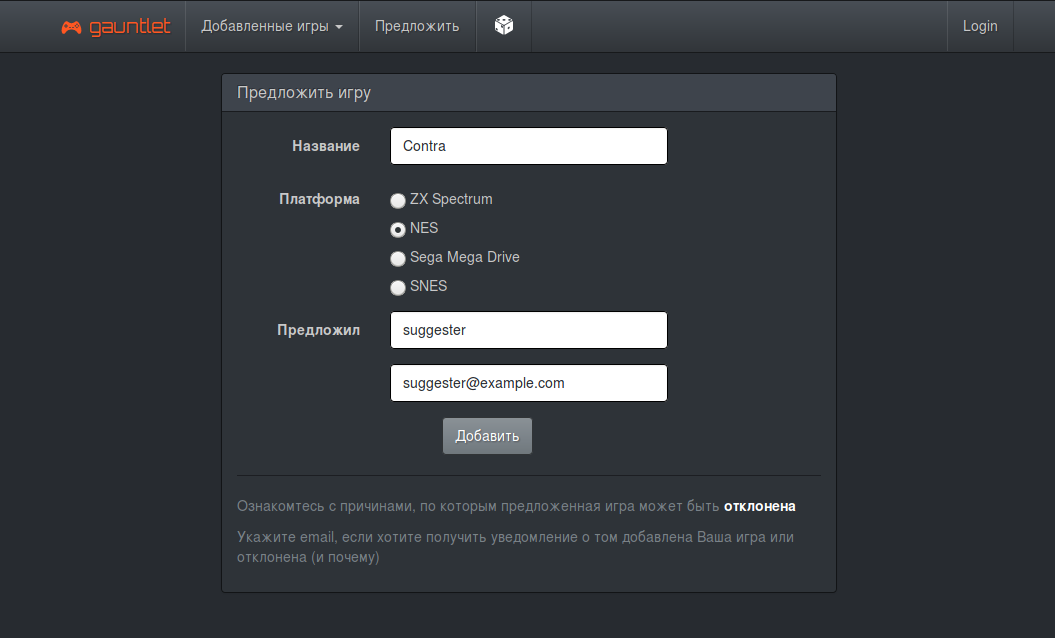 gauntlet Добавленные игры Предложить Login
Предложить игру
Название Contra
Платформа ZX Spectrum
NES
Sega Mega Drive
SNES
Предложил suggester
suggester@example.com
Добавить
Ознакомтесь с причинами, по которым предложенная игра может быть отклонена
Укажите email, если хотите получить уведомление о том добавлена Ваша игра или
отклонена (и почему)